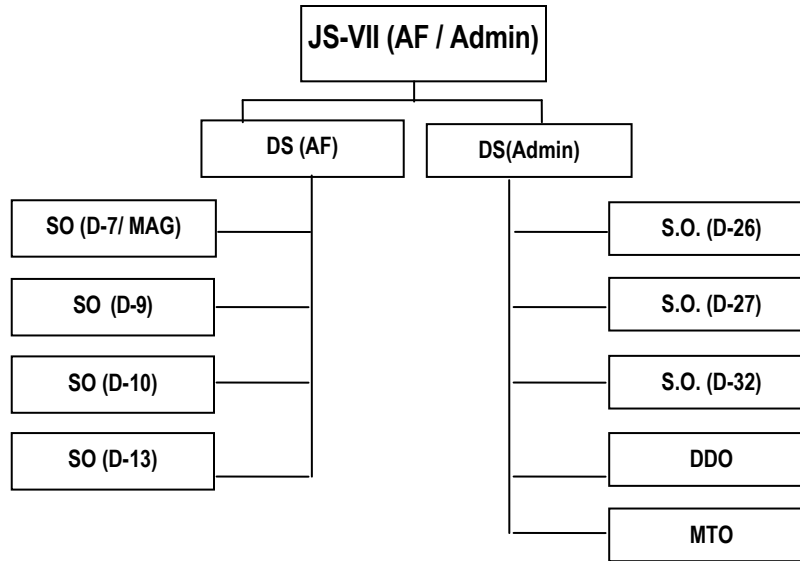 JS-VII (AF / Admin)
DS (AF)
DS(Admin)
SO (D-7/ MAG)
SO (D-9)
SO (D-10)
SO (D-13)
S.O. (D-26)
S.O. (D-27)
S.O. (D-32)
DDO
MTO